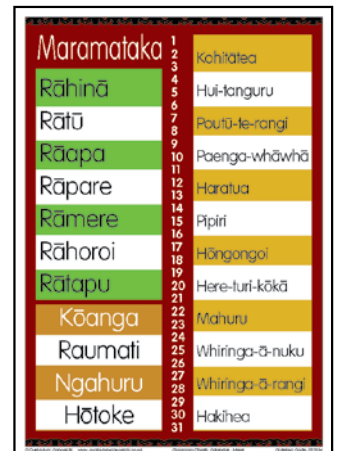 Maramataka
Rāhinā
Rātū
Rāapa
Rāpare
Rāmere
Rāhoroi
Rātapu
Kōanga
Raumati
Ngahuru
Hōtoke
1
2
3
4
5
6
7
8
9
10
11
12
13
14
15
16
17
18
19
20
21
22
23
24
25
26
27
28
29
30
31
Kohitātea
Hui-tanguru
Poutū-te-rangi
Paenga-whāwhā
Haratua
Pipiri
Hōngongoi
Here-turi-kōkā
Mahuru
Whiringa-ā-nuku
Whiringa-ā-rangi
Hakihea